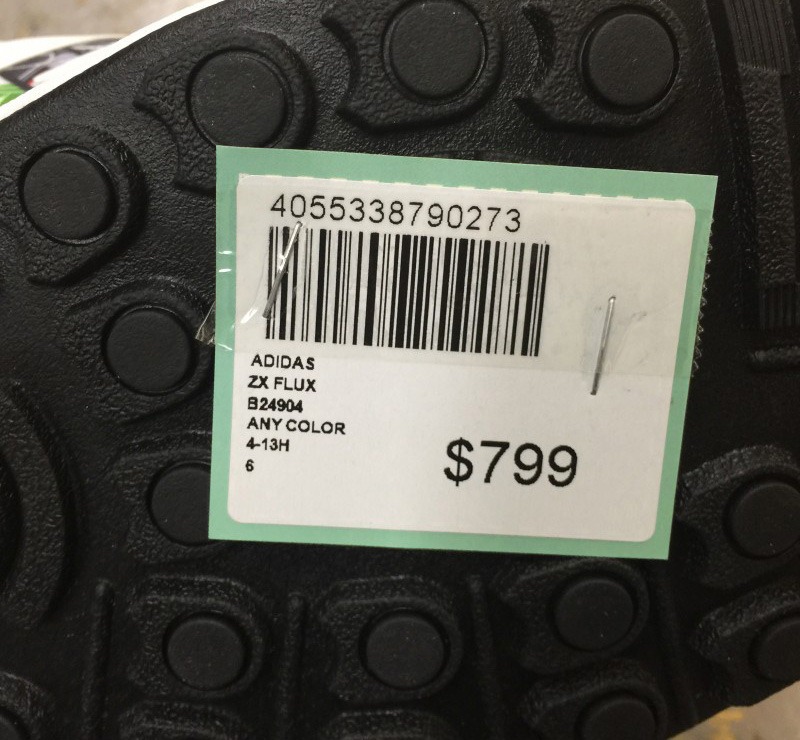 4055338790273
ADIDAS
ZX FLUX
B24904
ANY COLOR
4-13H
6
$799